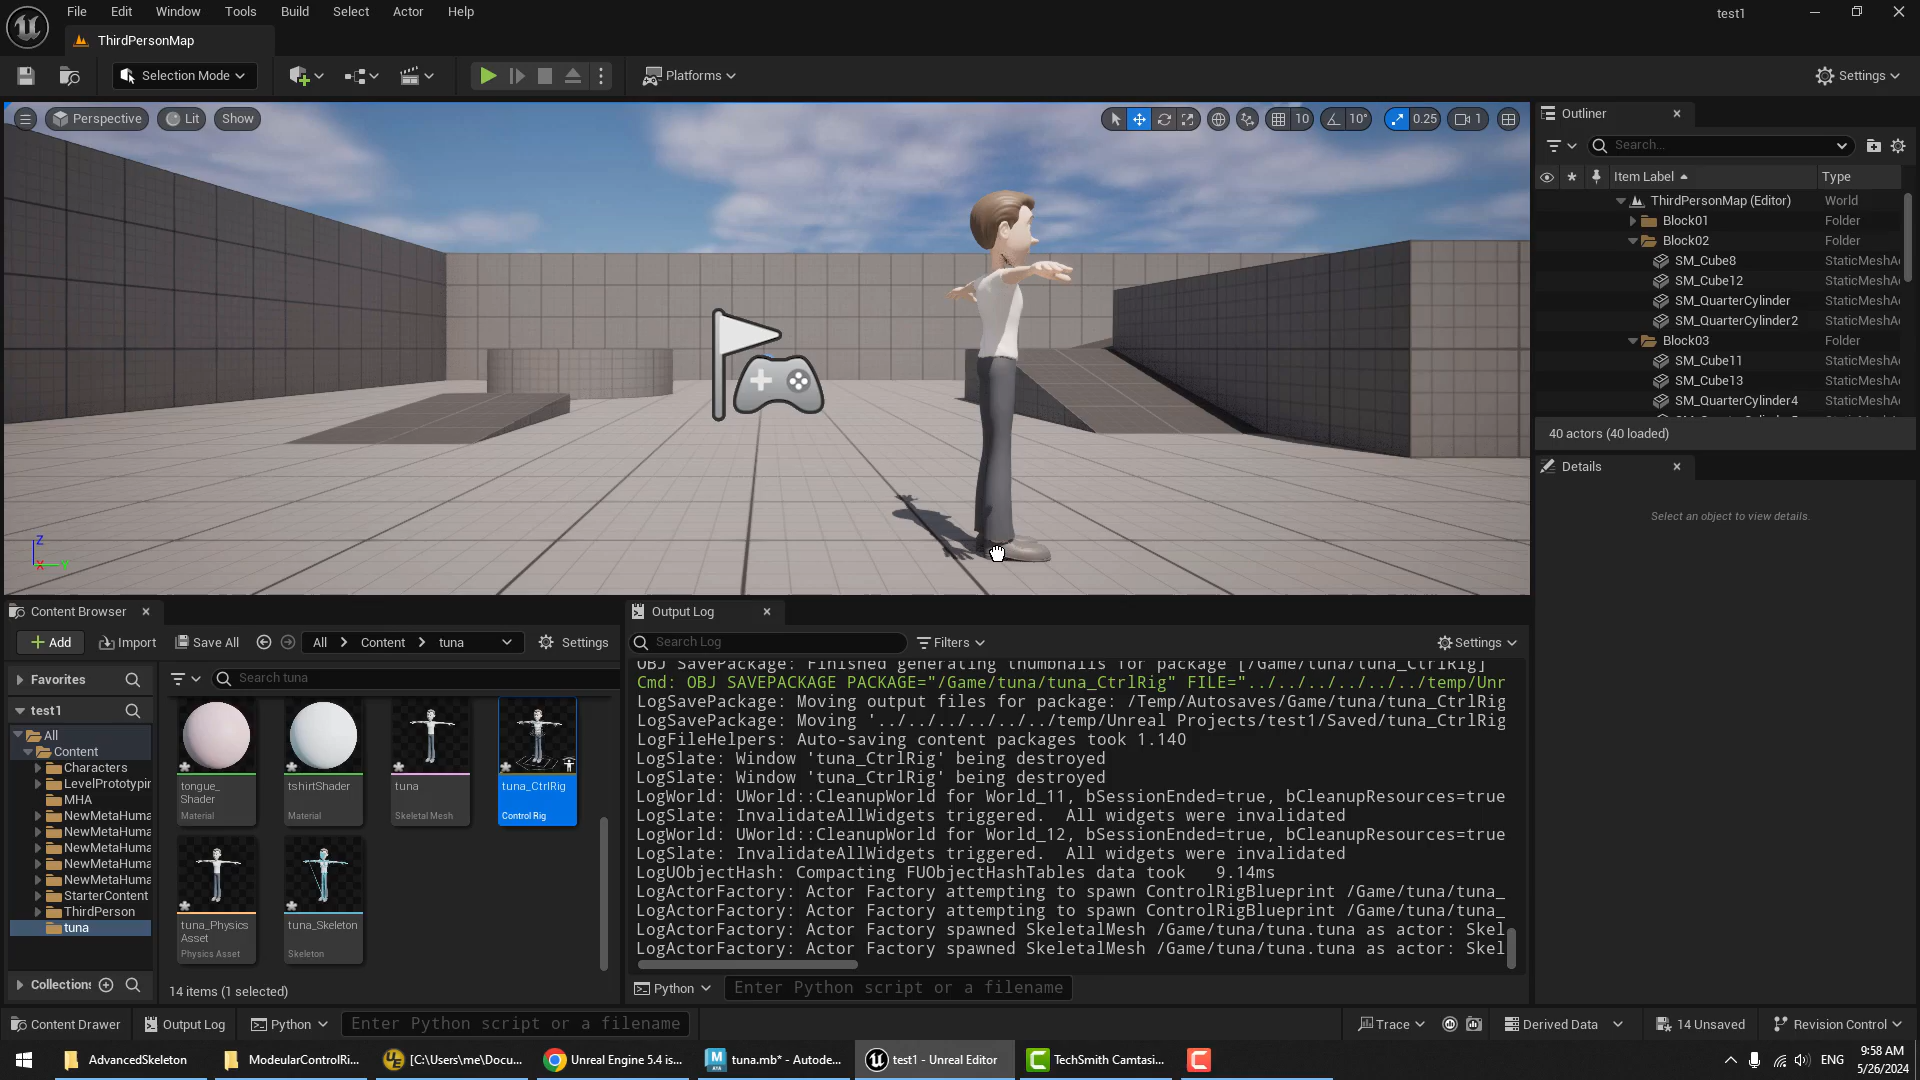 File Edit Window Tools Build Select Actor Help
test1
ThirdPersonMap
Selection Mode
Platforms
Settings
Perspective Lit Show
10 10° 0.25 1
Z
X Y
Outliner
Search...
Item Label Type
ThirdPersonMap (Editor) World
Block01 Folder
Block02 Folder
SM_Cube8 StaticMeshA
SM_Cube12 StaticMeshA
SM_QuarterCylinder StaticMeshA
SM_QuarterCylinder2 StaticMeshA
Block03 Folder
SM_Cube11 StaticMeshA
SM_Cube13 StaticMeshA
SM_QuarterCylinder4 StaticMeshA
40 actors (40 loaded)
Details
Select an object to view details.
Content Browser
Add Import Save All All Content tuna Settings
Favorites
test1
All
Content
Characters
LevelPrototypin
MHA
NewMetaHuma
NewMetaHuma
NewMetaHuma
NewMetaHuma
NewMetaHuma
StarterContent
ThirdPerson
tuna
Collections
Search tuna
tongue_
Shader
Material
tshirtShader
Material
tuna
Skeletal Mesh
tuna_CtrlRig
Control Rig
tuna_Physics
Asset
Physics Asset
tuna_Skeleton
Skeleton
14 items (1 selected)
Output Log
Search Log Filters Settings
OBJ SavePackage: Finished generating thumbnails for package [/Game/tuna/tuna_CtrlRig]
Cmd: OBJ SAVEPACKAGE PACKAGE="/Game/tuna/tuna_CtrlRig" FILE="../../../../../../temp/Unr
LogSavePackage: Moving output files for package: /Temp/Autosaves/Game/tuna/tuna_CtrlRig
LogSavePackage: Moving '../../../../../../temp/Unreal Projects/test1/Saved/tuna_CtrlRig
LogFileHelpers: Auto-saving content packages took 1.140
LogSlate: Window 'tuna_CtrlRig' being destroyed
LogSlate: Window 'tuna_CtrlRig' being destroyed
LogWorld: UWorld::CleanupWorld for World_11, bSessionEnded=true, bCleanupResources=true
LogSlate: InvalidateAllWidgets triggered.  All widgets were invalidated
LogWorld: UWorld::CleanupWorld for World_12, bSessionEnded=true, bCleanupResources=true
LogSlate: InvalidateAllWidgets triggered.  All widgets were invalidated
LogUObjectHash: Compacting FUObjectHashTables data took   9.14ms
LogActorFactory: Actor Factory attempting to spawn ControlRigBlueprint /Game/tuna/tuna_
LogActorFactory: Actor Factory attempting to spawn ControlRigBlueprint /Game/tuna/tuna_
LogActorFactory: Actor Factory spawned SkeletalMesh /Game/tuna/tuna.tuna as actor: Skel
LogActorFactory: Actor Factory spawned SkeletalMesh /Game/tuna/tuna.tuna as actor: Skel
Python Enter Python script or a filename
Content Drawer Output Log Python Enter Python script or a filename Trace Derived Data 14 Unsaved Revision Control
AdvancedSkeleton ModeularControlRi... [C:\Users\me\Docu... Unreal Engine 5.4 is... tuna.mb* - Autode... test1 - Unreal Editor TechSmith Camtasi... ENG
9:58 AM
5/26/2024